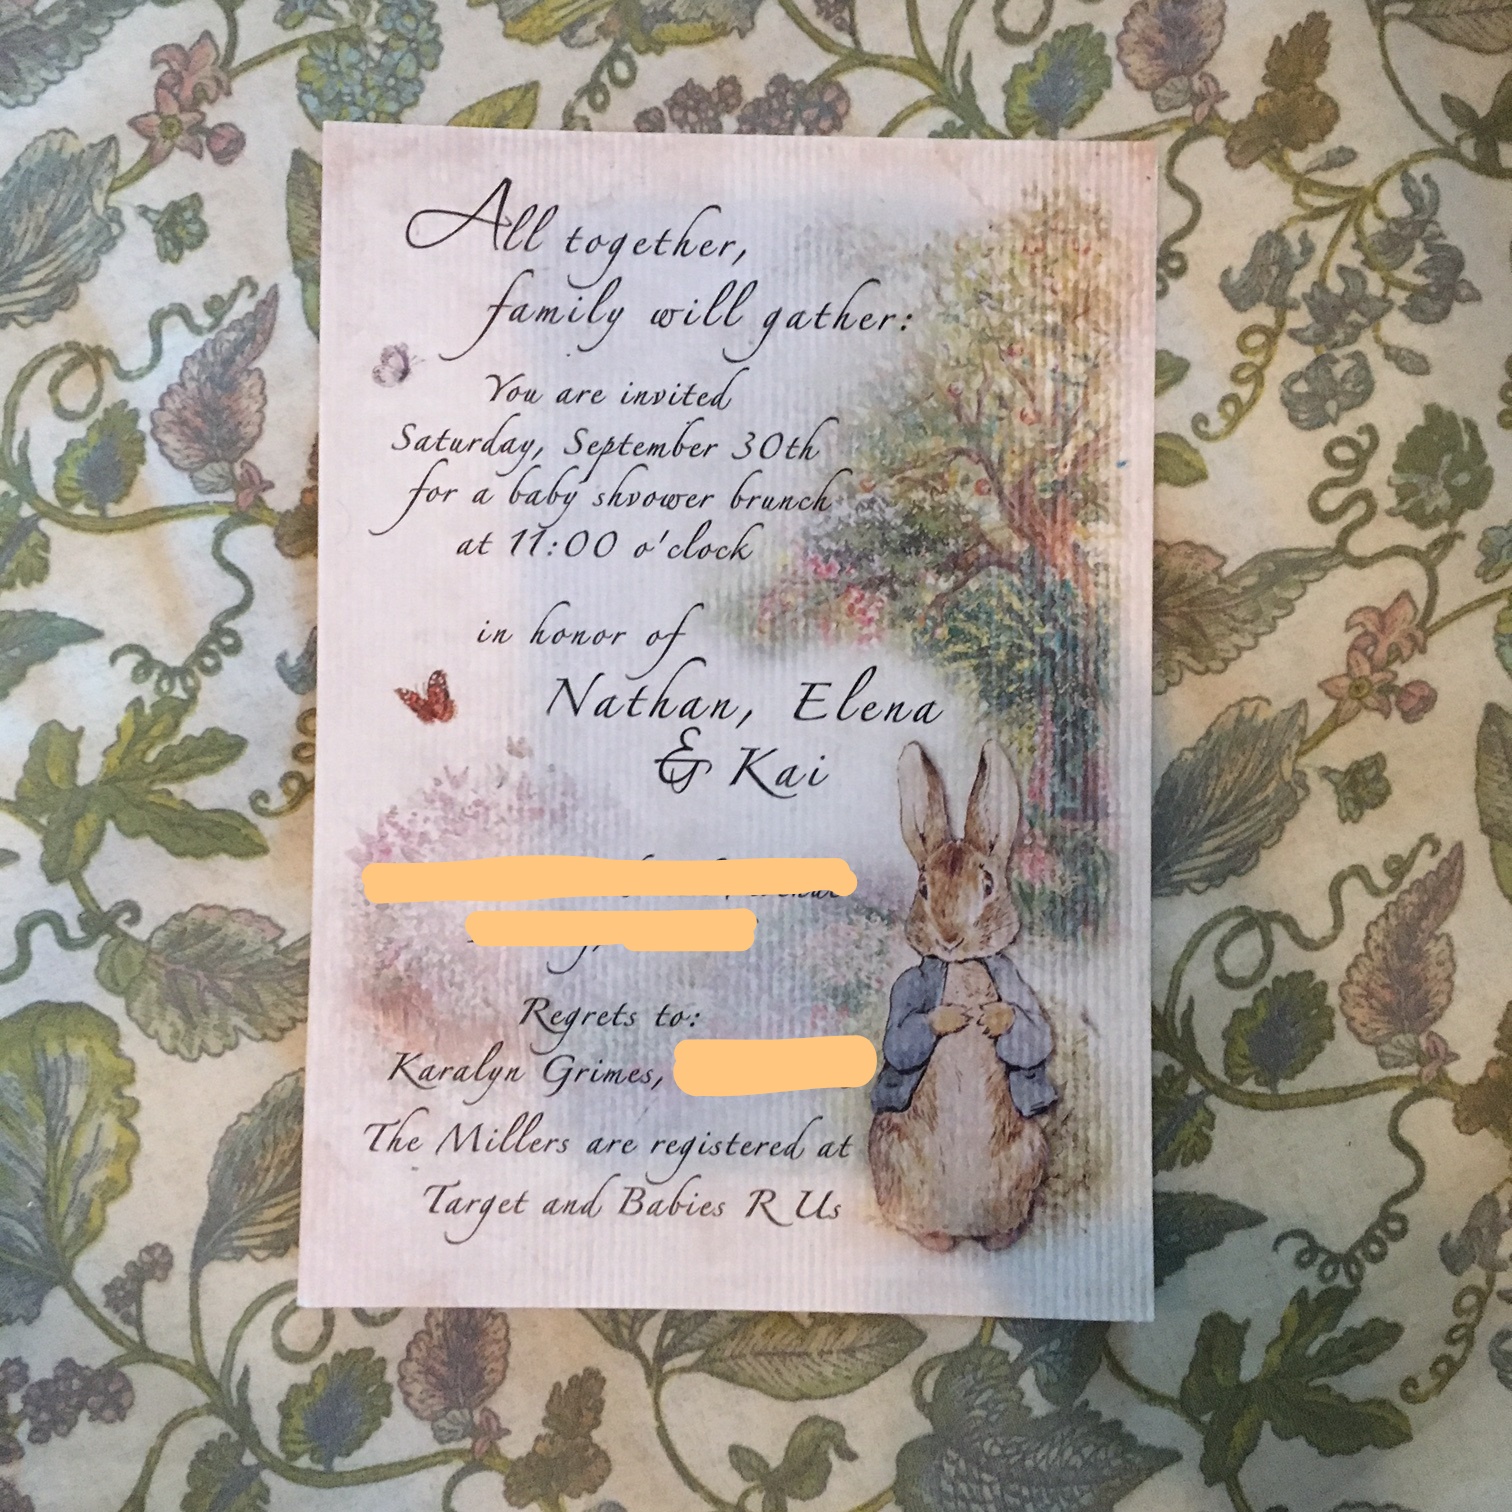 All together,
family will gather:
You are invited
Saturday, September 30th
for a baby shvower brunch
at 11:00 o'clock
in honor of
Nathan, Elena
& Kai
Regrets to:
Karalyn Grimes,
The Millers are registered at
Target and Babies R Us